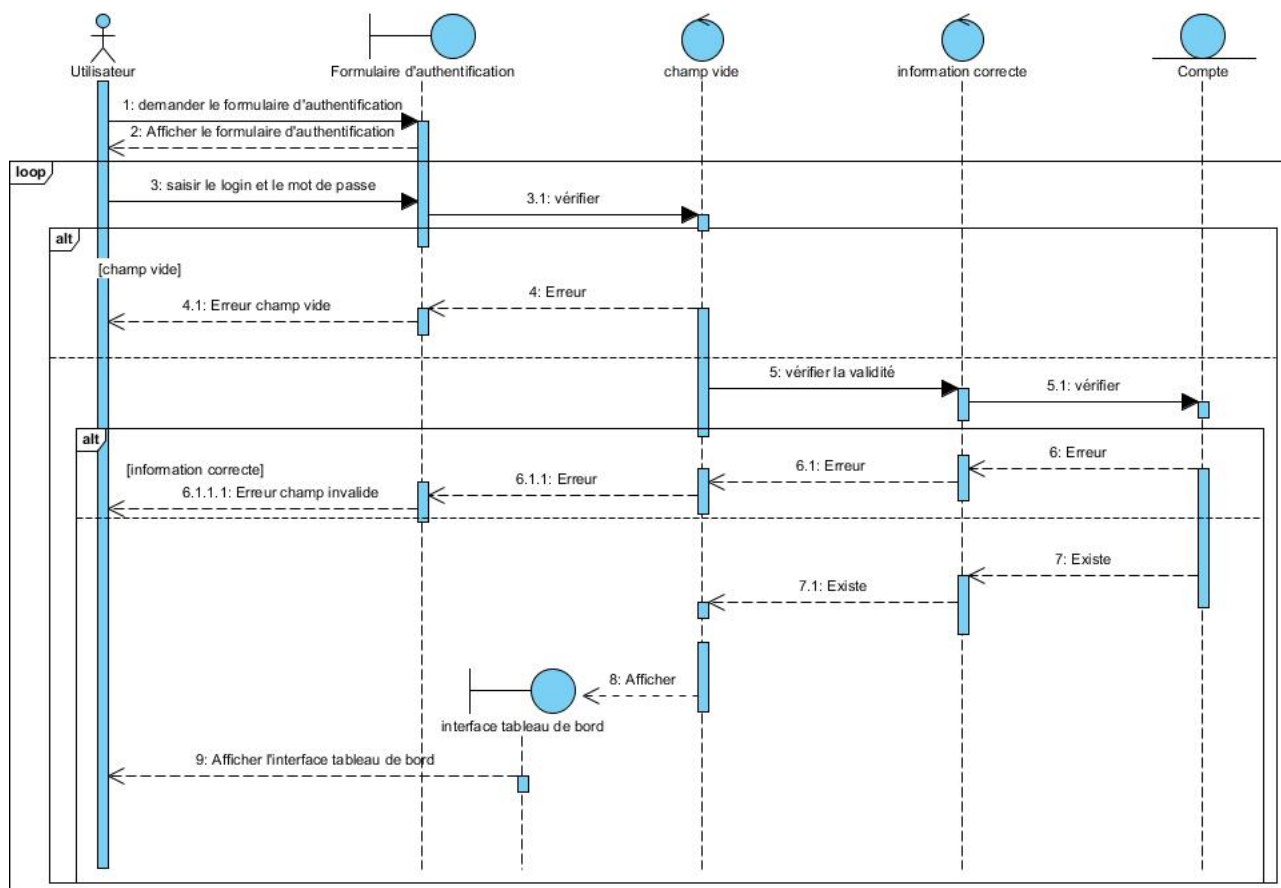 Utilisateur
Formulaire d'authentification
champ vide
information correcte
Compte
1: demander le formulaire d'authentification
2: Afficher le formulaire d'authentification
loop
3: saisir le login et le mot de passe
3.1: vérifier
alt
[champ vide]
4: Erreur
4.1: Erreur champ vide
5: vérifier la validité
5.1: vérifier
alt
[information correcte]
6: Erreur
6.1: Erreur
6.1.1: Erreur
6.1.1.1: Erreur champ invalide
7: Existe
7.1: Existe
8: Afficher
interface tableau de bord
9: Afficher l'interface tableau de bord